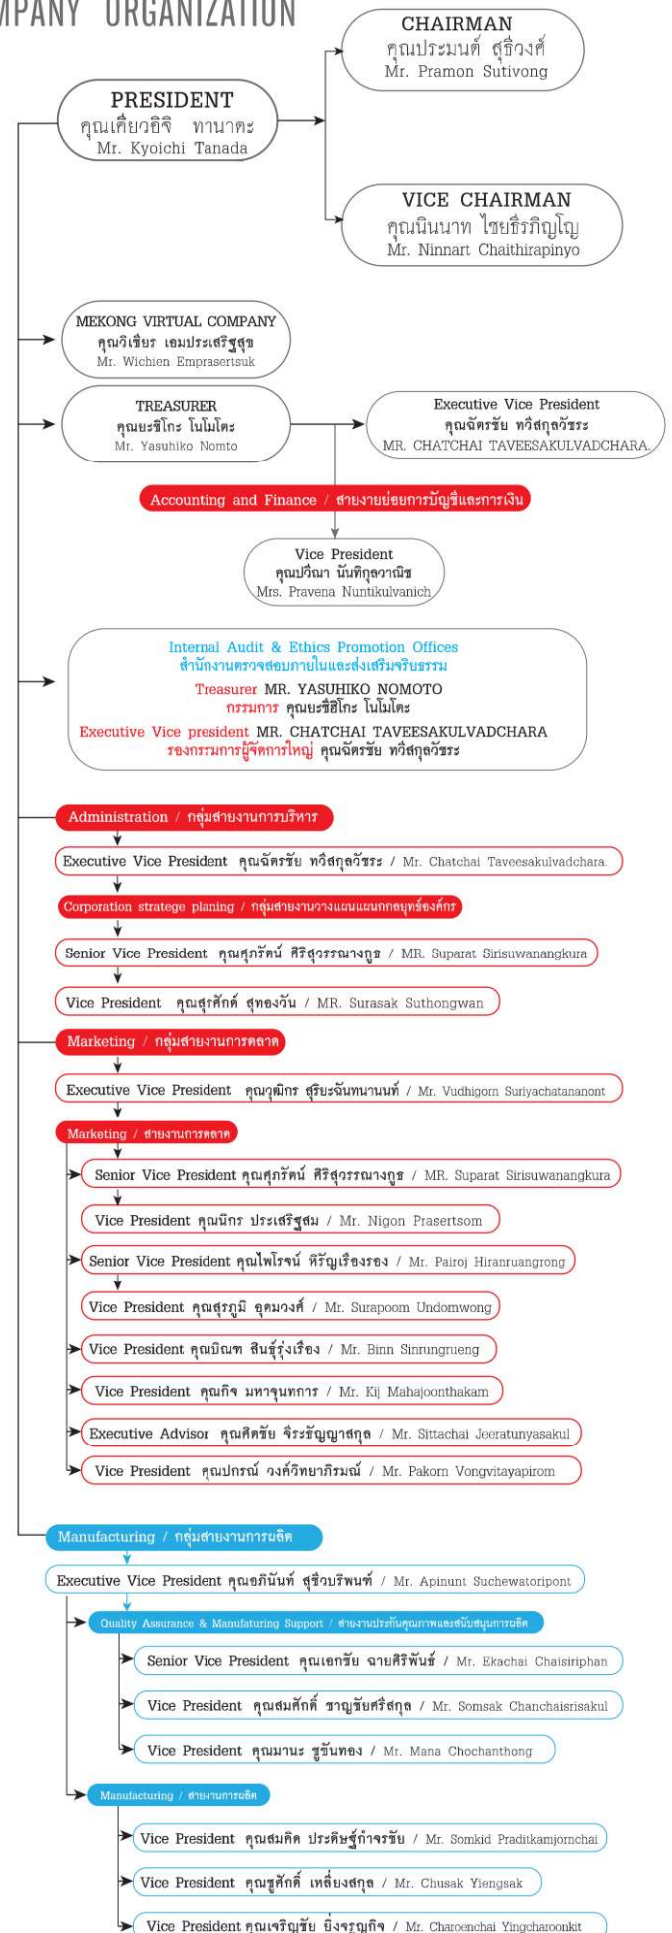 MPANY ORGANIZATION
CHAIRMAN
คุณประมนต์ สุธีวงศ์
Mr. Pramon Sutivong
PRESIDENT
คุณเคียวอิจิ ทานาดะ
Mr. Kyoichi Tanada
VICE CHAIRMAN
คุณนินนาท ไชยธีรภิญโญ
Mr. Ninnart Chaithirapinyo
MEKONG VIRTUAL COMPANY
คุณวิเชียร เอมประเสริฐสุข
Mr. Wichien Emprasertsuk
TREASURER
คุณยะซิโกะ โนโมโตะ
Mr. Yasuhiko Nomto
Executive Vice President
คุณฉัตรชัย ทวีสกุลวัชระ
MR. CHATCHAI TAVEESAKULVADCHARA.
Accounting and Finance / สายงายย่อยการบัญชีและการเงิน
Vice President
คุณปวีณา นันทิกุลวาณิช
Mrs. Pravena Nuntikulvanich
Internal Audit & Ethics Promotion Offices
สำนักงานตรวจสอบภายในและส่งเสริมจริบธรรม
Treasurer MR. YASUHIKO NOMOTO
กรรมการ คุณยะซิฮิโกะ โนโมโตะ
Executive Vice president MR. CHATCHAI TAVEESAKULVADCHARA
รองกรรมการผู้จัดการใหญ่ คุณฉัตรชัย ทวีสกุลวัชระ
Administration / กลุ่มสายงานการบริหาร
Executive Vice President คุณฉัตรชัย ทวีสกุลวัชระ / Mr. Chatchai Taveesakulvadchara.
Corporation stratege planing / กลุ่มสายงานวางแผนแผนกกลยุทธ์องค์กร
Senior Vice President คุณศุภรัตน์ ศิริสุวรรณางกูร / MR. Suparat Sirisuwanangkura
Vice President คุณสุรศักดิ์ สุทองวัน / MR. Surasak Suthongwan
Marketing / กลุ่มสายงานการตลาด
Executive Vice President คุณวุฒิกร สุริยะฉันทนานนท์ / Mr. Vudhigorn Suriyachatananont
Marketing / สายงานการตลาด
Senior Vice President คุณศุภรัตน์ ศิริสุวรรณางกูร / MR. Suparat Sirisuwanangkura
Vice President คุณนิกร ประเสริฐสม / Mr. Nigon Prasertsom
Senior Vice President คุณไพโรจน์ หิรัญเรืองรอง / Mr. Pairoj Hiranruangrong
Vice President คุณสุรภูมิ อุดมวงศ์ / Mr. Surapoom Undomwong
Vice President คุณบิณฑ สินธุ์รุ่งเรือง / Mr. Binn Sinrungrueng
Vice President คุณกิจ มหาจุนทการ / Mr. Kij Mahajoonthakam
Executive Advisor คุณศิตชัย จีระธัญญาสกุล / Mr. Sittachai Jeeratunyasakul
Vice President คุณปกรณ์ วงศ์วิทยาภิรมณ์ / Mr. Pakorn Vongvitayapirom
Manufacturing / กลุ่มสายงานการผลิต
Executive Vice President คุณอภินันท์ สุชีวบริพนฑ์ / Mr. Apinunt Suchewatoripont
Quality Assurance & Manufaturing Support / สายงานประกันคุณภาพและสนับสนุนการผลิต
Senior Vice President คุณเอกชัย ฉายศิริพันธ์ / Mr. Ekachai Chaisiriphan
Vice President คุณสมศักดิ์ ชาญชัยศรีสกุล / Mr. Somsak Chanchaisrisakul
Vice President คุณมานะ ชูขันทอง / Mr. Mana Chochanthong
Manufacturing / สายงานการผลิต
Vice President คุณสมคิด ประดิษฐ์กำจรชัย / Mr. Somkid Praditkamjornchai
Vice President คุณชูศักดิ์ เหลี่ยงสกุล / Mr. Chusak Yiengsak
Vice President คุณเจริญชัย ยิ่งจรูญกิจ / Mr. Charoenchai Yingcharoonkit